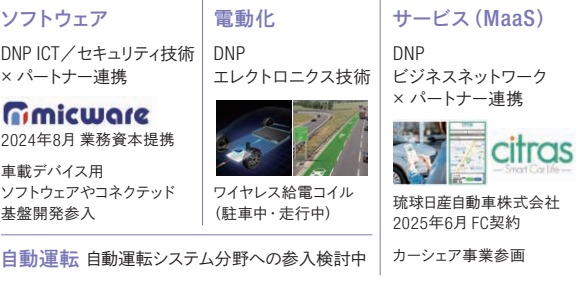 ソフトウェア
DNP ICT／セキュリティ技術
× パートナー連携
micware
2024年8月 業務資本提携
車載デバイス用
ソフトウェアやコネクテッド
基盤開発参入
電動化
DNP
エレクトロニクス技術
ワイヤレス給電コイル
（駐車中・走行中）
自動運転 自動運転システム分野への参入検討中
サービス（MaaS）
DNP
ビジネスネットワーク
× パートナー連携
citras
Smart Car Life
琉球日産自動車株式会社
2025年6月 FC契約
カーシェア事業参画